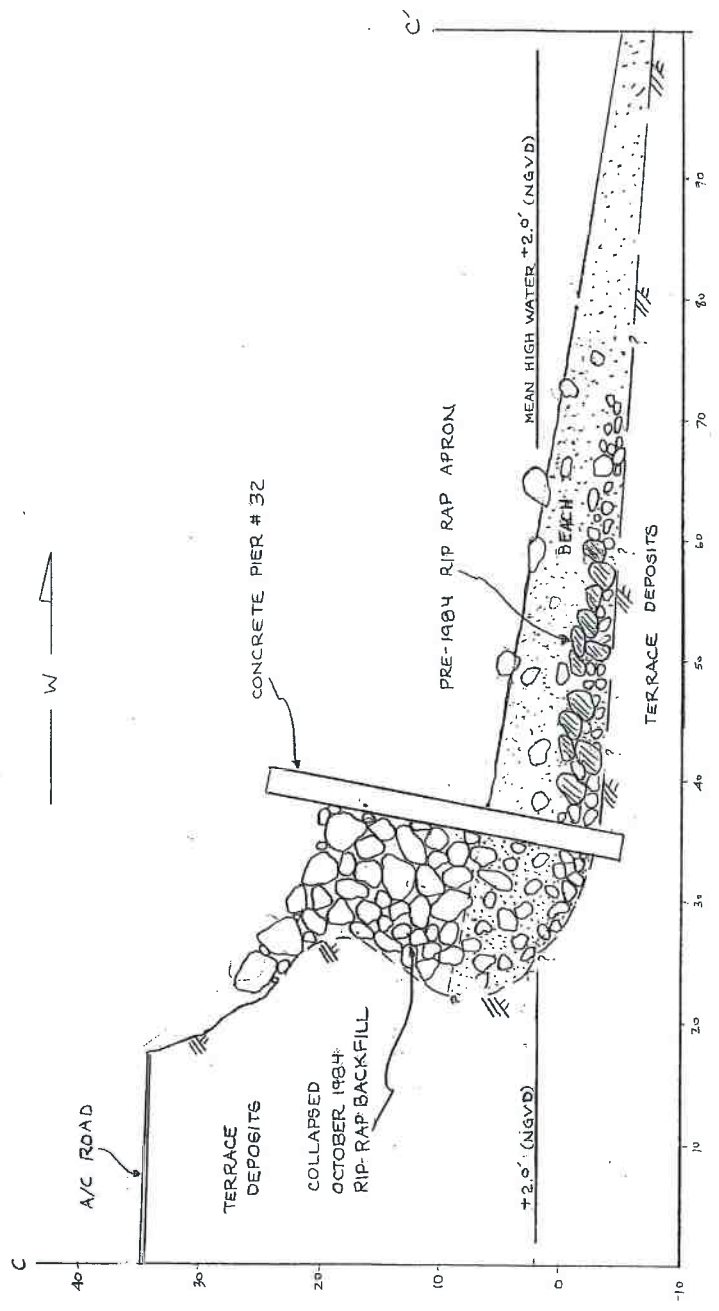 C
C'
W
A/C ROAD
TERRACE
DEPOSITS
COLLAPSED
OCTOBER 1984
RIP-RAP BACKFILL
+2.0' (NGVD)
CONCRETE PIER # 32
PRE-1984 RIP RAP APRON
MEAN HIGH WATER +2.0' (NGVD)
BEACH
TERRACE DEPOSITS
?
?
?
?
?
?
40
30
20
10
0
-10
10
20
30
40
50
60
70
80
90